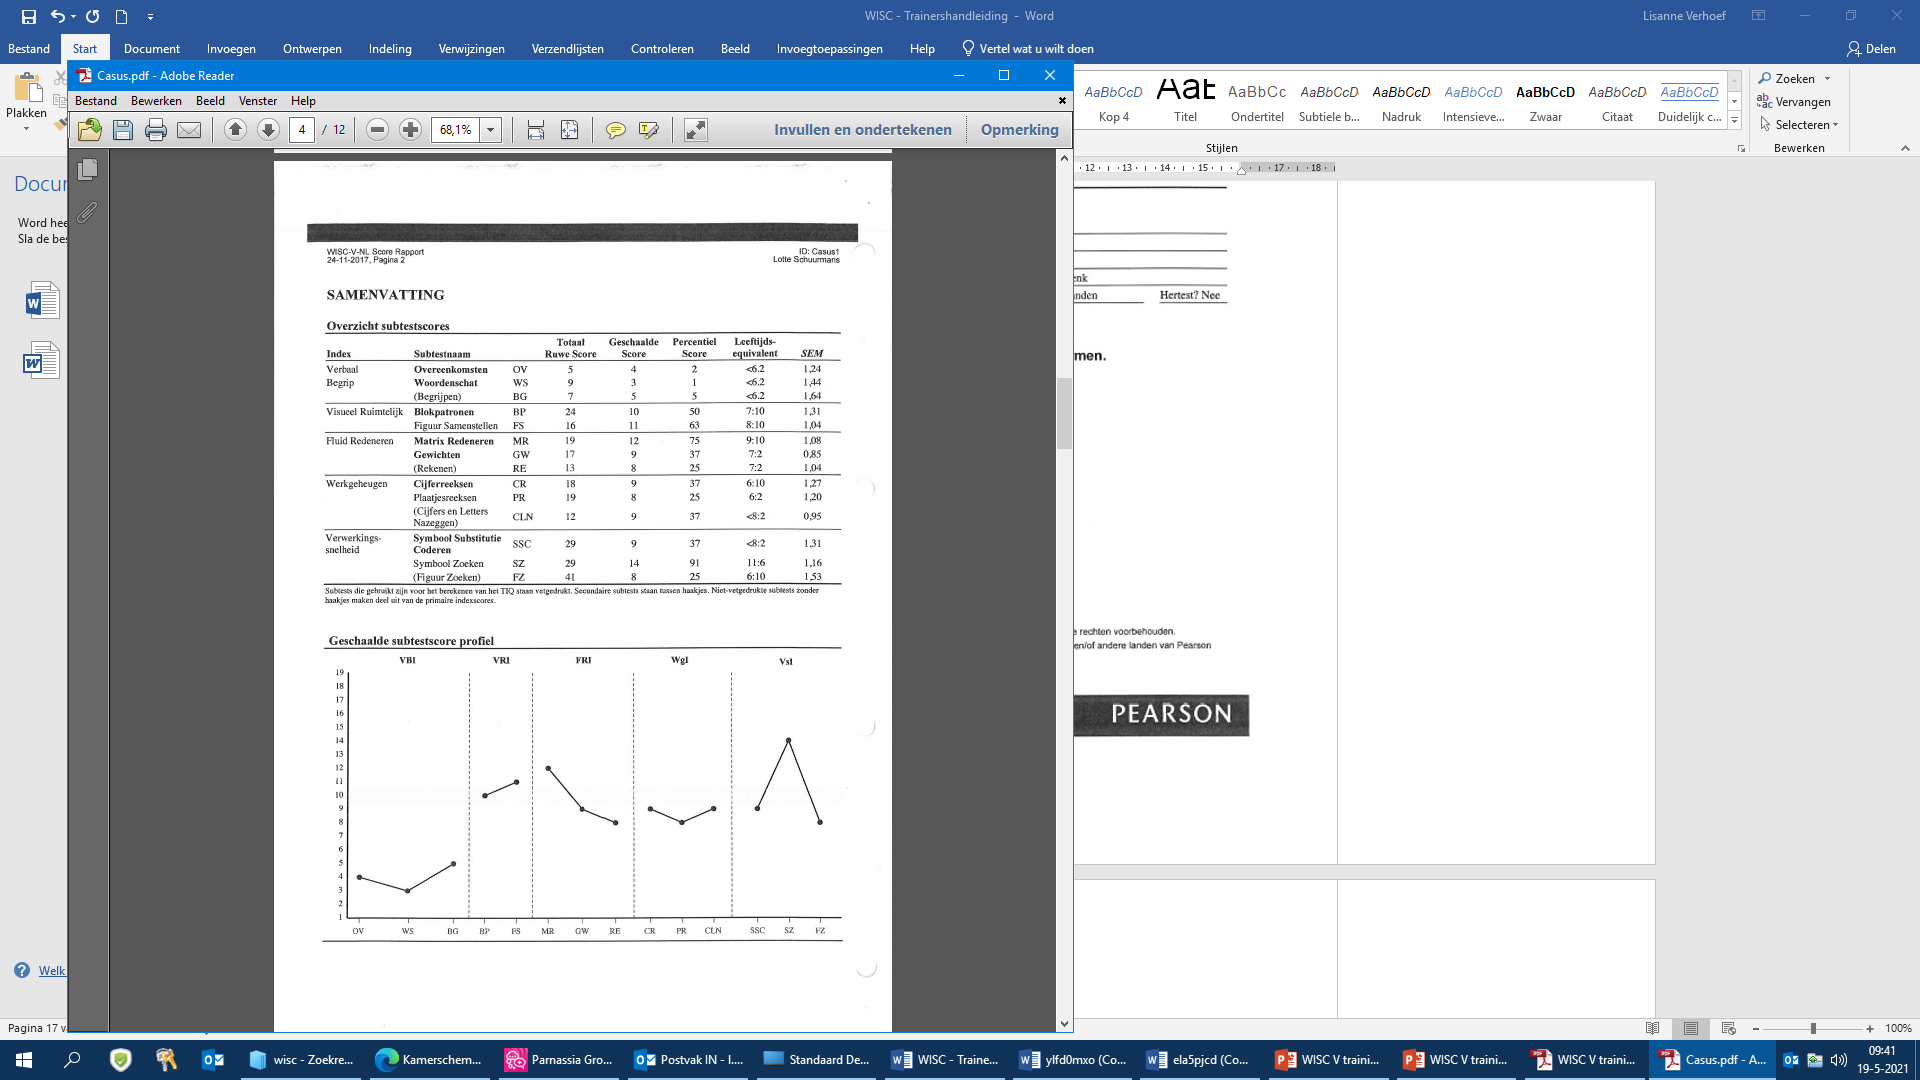 WISC - Trainershandleiding - Word
Lisanne Verhoef
Bestand Start Document Invoegen Ontwerpen Indeling Verwijzingen Verzendlijsten Controleren Beeld Invoegtoepassingen Help Vertel wat u wilt doen Delen
Casus.pdf - Adobe Reader
Bestand Bewerken Beeld Venster Help
4 / 12 68,1% Invullen en ondertekenen Opmerking
Plakken
AaBbCcD AaB AaBbCc AaBbCcD AaBbCcD AaBbCcD AaBbCcD AaBbCcD AaBbCcD
Kop 4 Titel Ondertitel Subtiele b... Nadruk Intensieve... Zwaar Citaat Duidelijk c...
Stijlen
Zoeken
Vervangen
Selecteren
Bewerken
12 13 14 15 17 18
Docu
Word hee
Sla de bes
Welk
Pagina 17 v
WISC-V-NL Score Rapport
24-11-2017, Pagina 2
ID: Casus1
Lotte Schuurmans
SAMENVATTING
Overzicht subtestscores
Index Subtestnaam Totaal Ruwe Score Geschaalde Score Percentiel Score Leeftijds-equivalent SEM
Verbaal Overeenkomsten OV 5 4 2 <6.2 1,24
Begrip Woordenschat WS 9 3 1 <6.2 1,44
(Begrijpen) BG 7 5 5 <6.2 1,64
Visueel Ruimtelijk Blokpatronen BP 24 10 50 7:10 1,31
Figuur Samenstellen FS 16 11 63 8:10 1,04
Fluid Redeneren Matrix Redeneren MR 19 12 75 9:10 1,08
Gewichten GW 17 9 37 7:2 0,85
(Rekenen) RE 13 8 25 7:2 1,04
Werkgeheugen Cijferreeksen CR 18 9 37 6:10 1,27
Plaatjesreeksen PR 19 8 25 6:2 1,20
(Cijfers en Letters
Nazeggen) CLN 12 9 37 <8:2 0,95
Verwerkings- Symbool Substitutie
snelheid Coderen SSC 29 9 37 <8:2 1,31
Symbool Zoeken SZ 29 14 91 11:6 1,16
(Figuur Zoeken) FZ 41 8 25 6:10 1,53
Subtests die gebruikt zijn voor het berekenen van het TIQ staan vetgedrukt. Secundaire subtests staan tussen haakjes. Niet-vetgedrukte subtests zonder
haakjes maken deel uit van de primaire indexscores.
Geschaalde subtestscore profiel
VBI VRI FRI WgI VsI
19
18
17
16
15
14
13
12
11
10
9
8
7
6
5
4
3
2
1
OV WS BG BP FS MR GW RE CR PR CLN SSC SZ FZ
enk
nden Hertest? Nee
men.
e rechten voorbehouden.
en/of andere landen van Pearson
PEARSON
100%
wisc - Zoekre... Kamerschem... Parnassia Gro... Postvak IN - l.... Standaard De... WISC - Traine... ylfd0mxo (Co... ela5pjcd (Co... WISC V traini... WISC V traini... WISC V traini... Casus.pdf - A...
09:41
19-5-2021